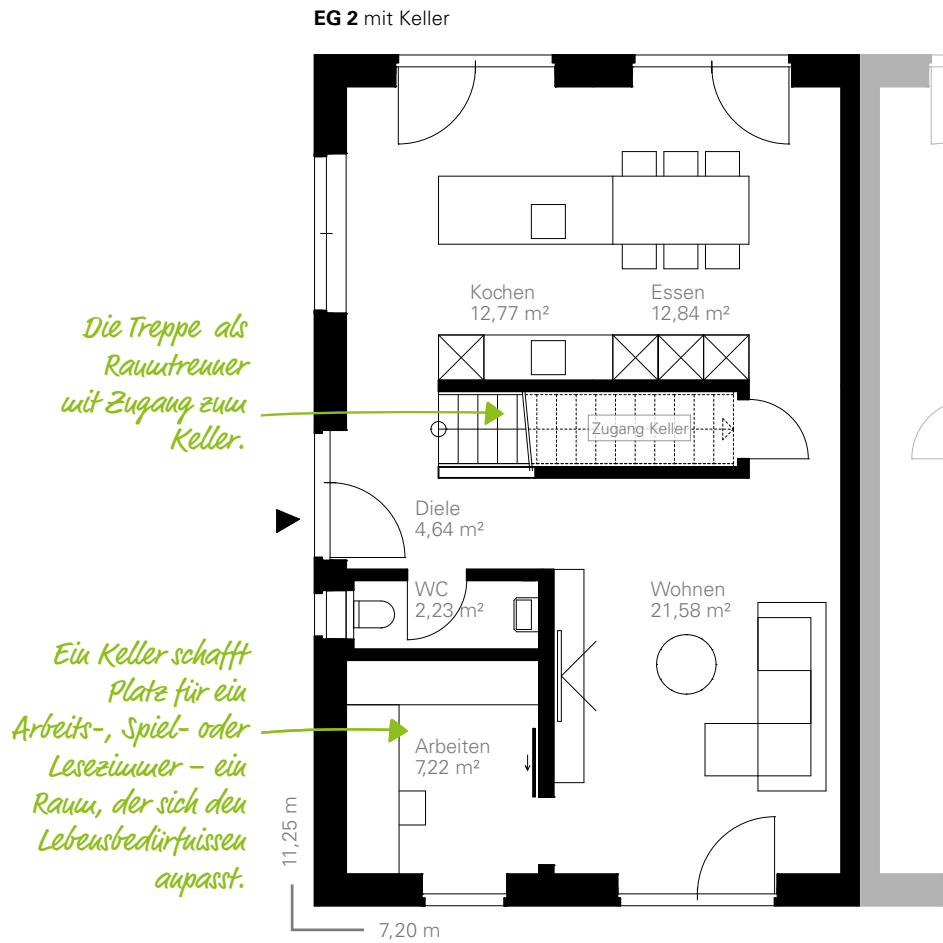 EG 2 mit Keller
Kochen
12,77 m²
Essen
12,84 m²
Die Treppe als
Raumtrenner
mit Zugang zum
Keller.
Zugang Keller
Diele
4,64 m²
WC
2,23 m²
Wohnen
21,58 m²
Ein Keller schafft
Platz für ein
Arbeits-, Spiel- oder
Lesezimmer – ein
Raum, der sich den
Lebensbedürfnissen
anpasst.
Arbeiten
7,22 m²
11,25 m
7,20 m